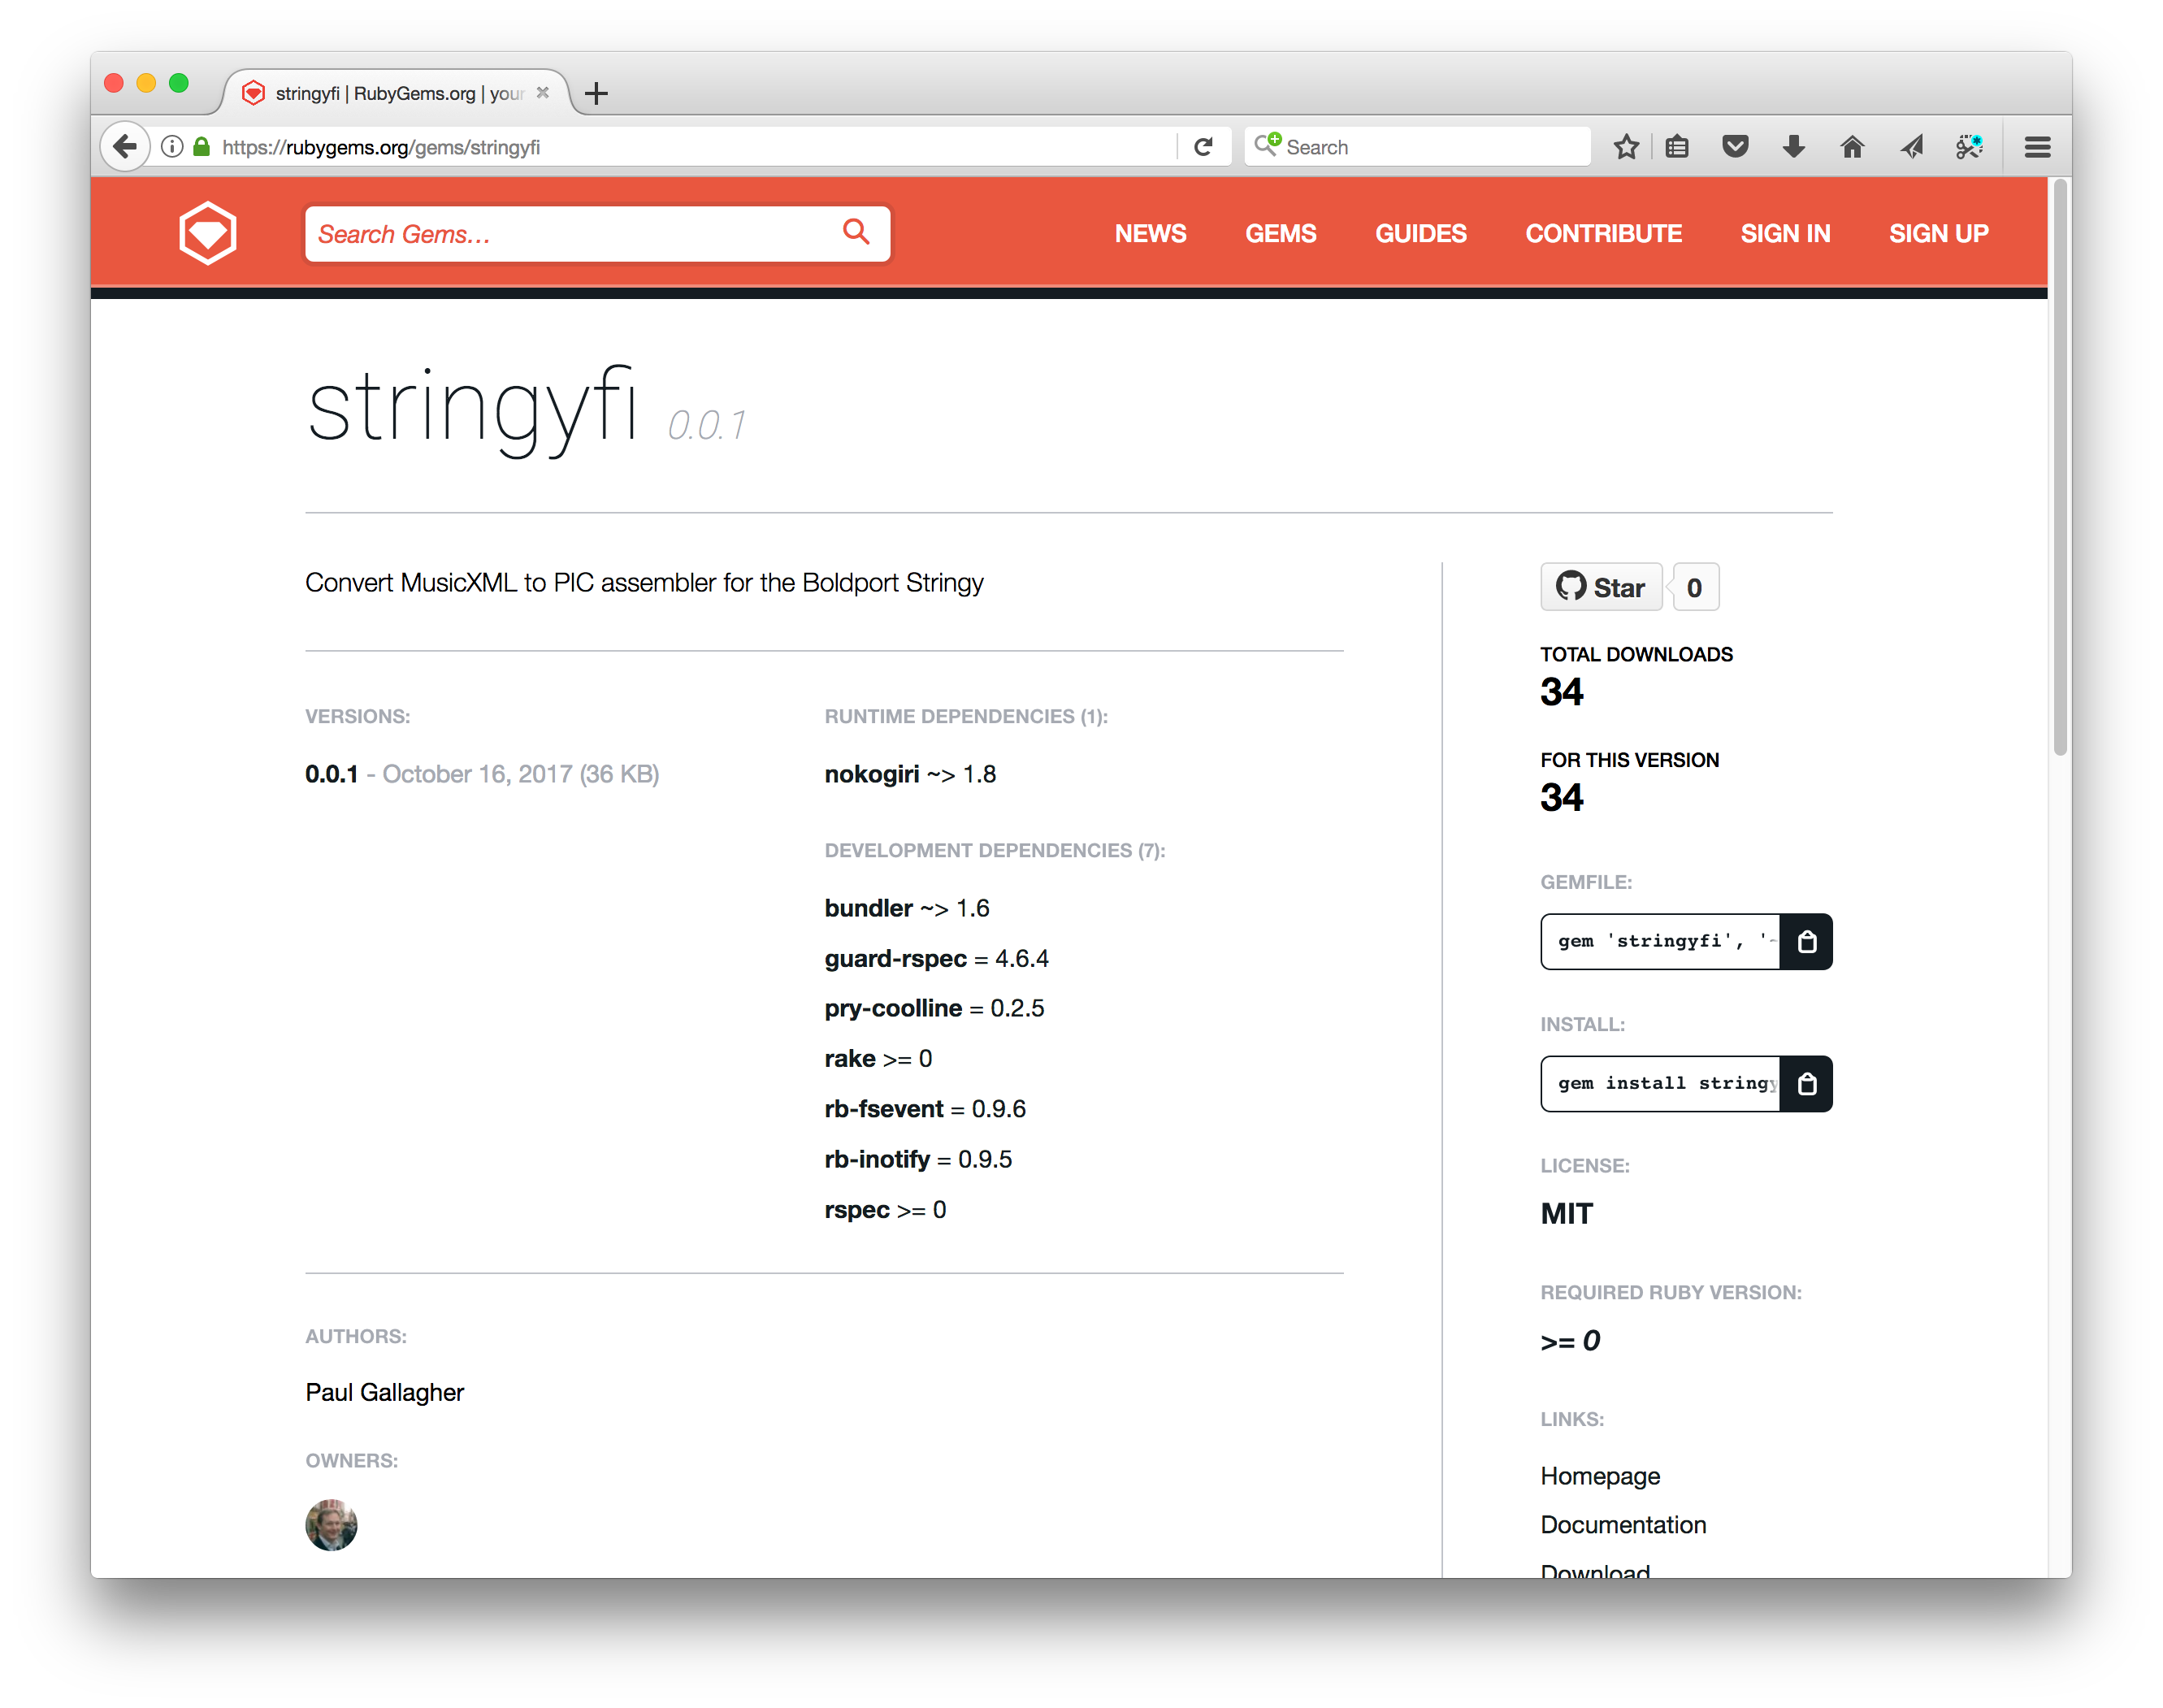 stringyfi | RubyGems.org | your
https://rubygems.org/gems/stringyfi
Search
Search Gems…
NEWS GEMS GUIDES CONTRIBUTE SIGN IN SIGN UP
stringyfi 0.0.1
Convert MusicXML to PIC assembler for the Boldport Stringy
VERSIONS:
0.0.1 - October 16, 2017 (36 KB)
RUNTIME DEPENDENCIES (1):
nokogiri ~> 1.8
DEVELOPMENT DEPENDENCIES (7):
bundler ~> 1.6
guard-rspec = 4.6.4
pry-coolline = 0.2.5
rake >= 0
rb-fsevent = 0.9.6
rb-inotify = 0.9.5
rspec >= 0
AUTHORS:
Paul Gallagher
OWNERS:
Star 0
TOTAL DOWNLOADS
34
FOR THIS VERSION
34
GEMFILE:
gem 'stringyfi', '~
INSTALL:
gem install stringy
LICENSE:
MIT
REQUIRED RUBY VERSION:
>= 0
LINKS:
Homepage
Documentation
Download